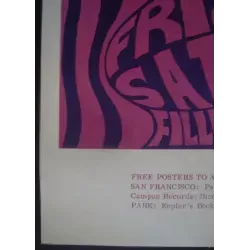 FRI
SAT
FILL
FREE POSTERS TO A
SAN FRANCISCO:
Campus Records;
PARK: Kepler's